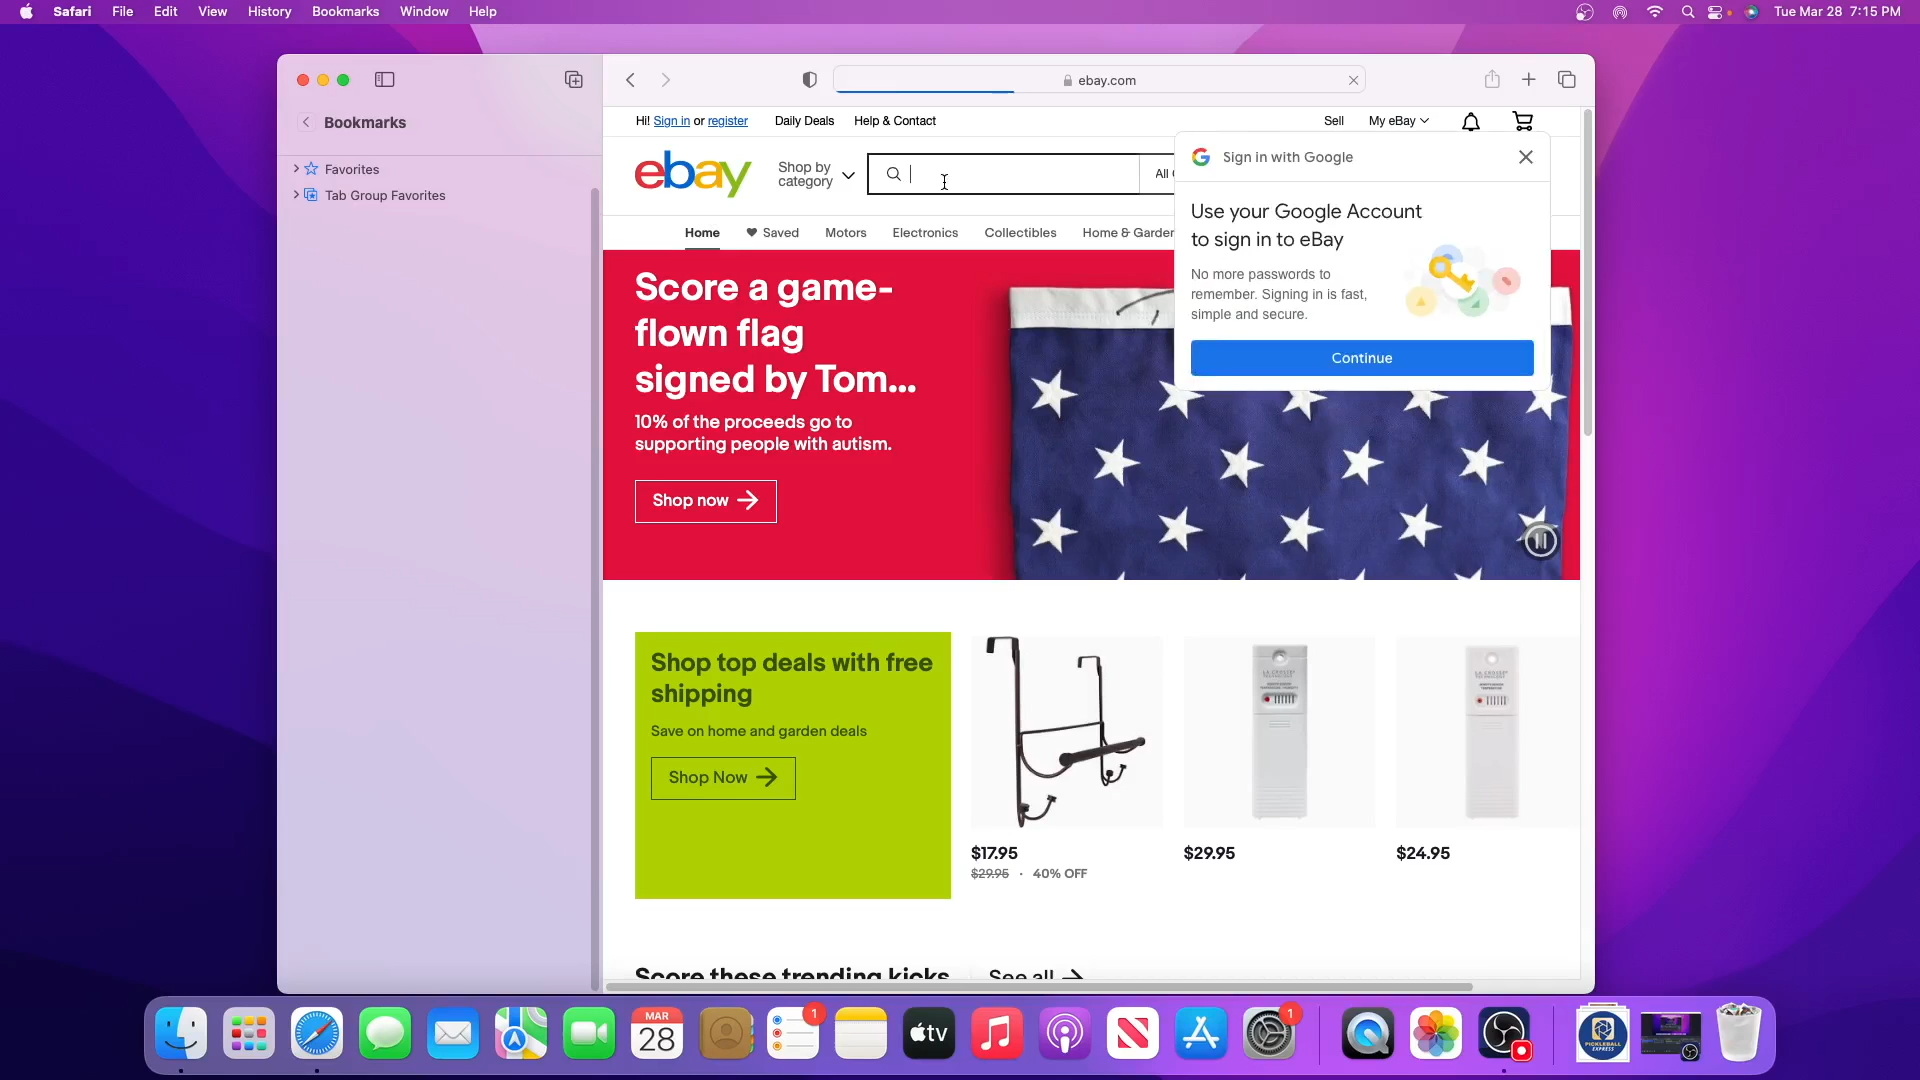 Safari File Edit View History Bookmarks Window Help
Tue Mar 28 7:15 PM
ebay.com
Bookmarks
Favorites
Tab Group Favorites
Hi! Sign in or register Daily Deals Help & Contact
Sell My eBay
ebay
Shop by
category
All
Home Saved Motors Electronics Collectibles Home & Garden
Sign in with Google
Use your Google Account
to sign in to eBay
No more passwords to
remember. Signing in is fast,
simple and secure.
Continue
Score a game-
flown flag
signed by Tom...
10% of the proceeds go to
supporting people with autism.
Shop now
Shop top deals with free
shipping
Save on home and garden deals
Shop Now
$17.95
$29.95 · 40% OFF
$29.95
$24.95
Score these trending kicks
See all
MAR
28
1
tv
1
PICKLEBALL
EXPRESS